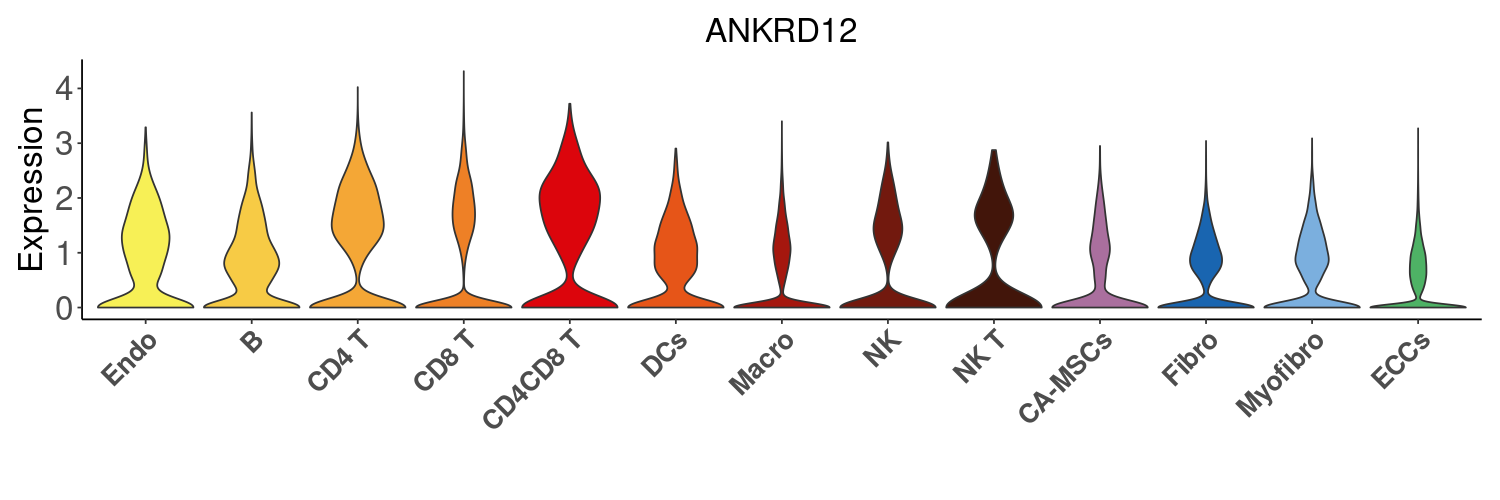 ANKRD12
Expression
4
3
2
1
0
Endo
B
CD4 T
CD8 T
CD4CD8 T
DCs
Macro
NK
NK T
CA-MSCs
Fibro
Myofibro
ECCs